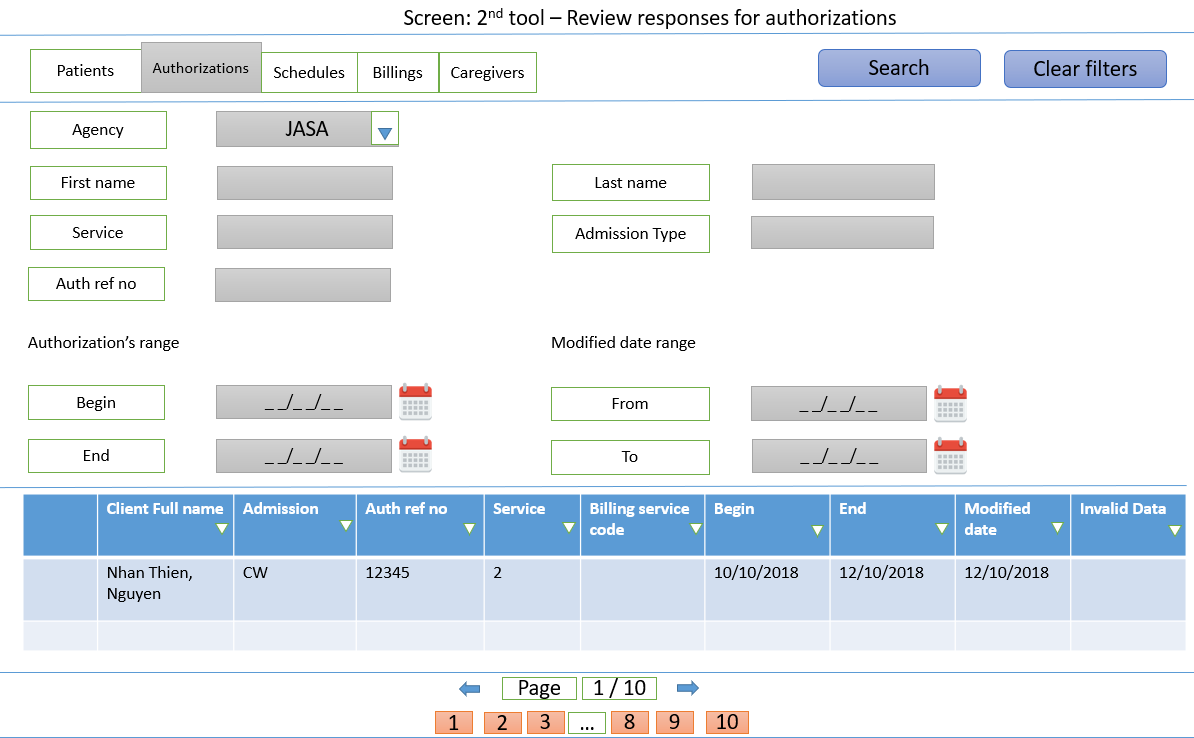 Screen: 2nd tool – Review responses for authorizations
Patients Authorizations Schedules Billings Caregivers Search Clear filters
Agency JASA
First name Last name
Service Admission Type
Auth ref no
Authorization’s range Modified date range
Begin _ _/_ _/_ _ From _ _/_ _/_ _
End _ _/_ _/_ _ To _ _/_ _/_ _
Client Full name Admission Auth ref no Service Billing service Begin End Modified Invalid Data
code date
Nhan Thien, CW 12345 2 10/10/2018 12/10/2018 12/10/2018
Nguyen
Page 1 / 10
1 2 3 ... 8 9 10